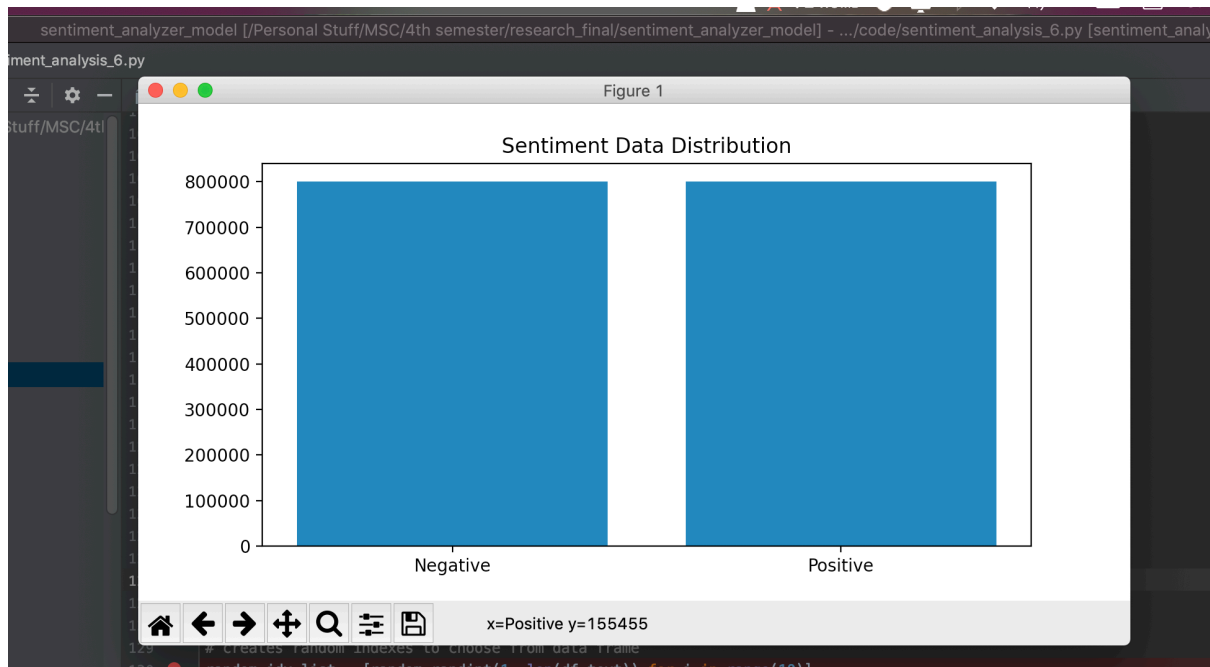 sentiment_analyzer_model [/Personal Stuff/MSC/4th semester/research_final/sentiment_analyzer_model] - .../code/sentiment_analysis_6.py [sentiment_analy
iment_analysis_6.py
Stuff/MSC/4tl
Figure 1
Sentiment Data Distribution
800000
700000
600000
500000
400000
300000
200000
100000
0
Negative Positive
x=Positive y=155455
129 # creates random indexes to choose from data frame